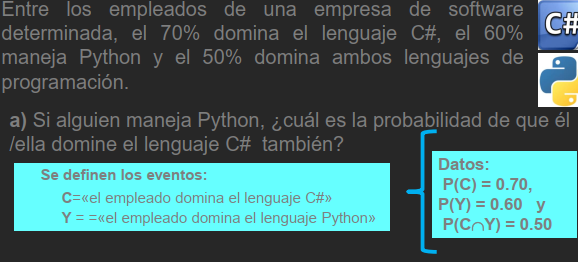 Entre los empleados de una empresa de software
determinada, el 70% domina el lenguaje C#, el 60%
maneja Python y el 50% domina ambos lenguajes de
programación.
C#
a) Si alguien maneja Python, ¿cuál es la probabilidad de que él
/ella domine el lenguaje C# también?
Se definen los eventos:
C=«el empleado domina el lenguaje C#»
Y = =«el empleado domina el lenguaje Python»
Datos:
P(C) = 0.70,
P(Y) = 0.60 y
P(C∩Y) = 0.50